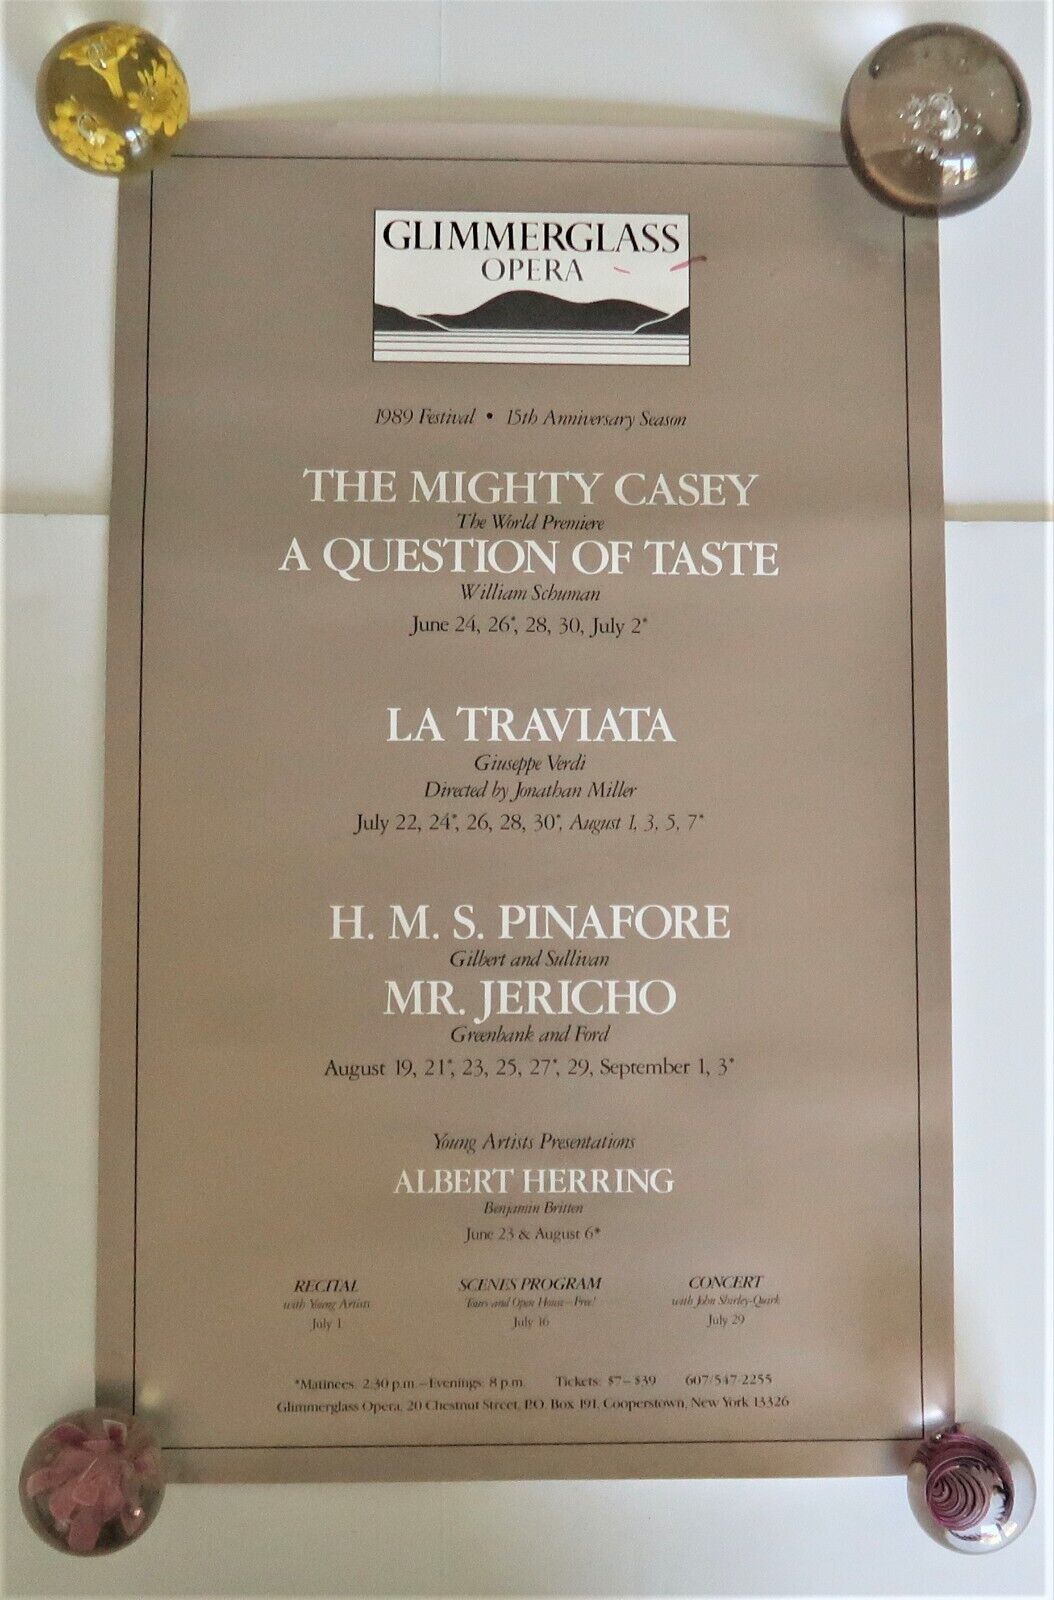 GLIMMERGLASS
OPERA
1989 Festival • 15th Anniversary Season
THE MIGHTY CASEY
The World Premiere
A QUESTION OF TASTE
William Schuman
June 24, 26*, 28, 30, July 2*
LA TRAVIATA
Giuseppe Verdi
Directed by Jonathan Miller
July 22, 24*, 26, 28, 30*, August 1, 3, 5, 7*
H. M. S. PINAFORE
Gilbert and Sullivan
MR. JERICHO
Greenbank and Ford
August 19, 21*, 23, 25, 27*, 29, September 1, 3*
Young Artists Presentations
ALBERT HERRING
Benjamin Britten
June 23 & August 6*
RECITAL
with Young Artists
July 1
SCENES PROGRAM
Tours and Open House—Free!
July 16
CONCERT
with John Shirley-Quirk
July 29
*Matinees: 2:30 p.m.—Evenings: 8 p.m. Tickets: $7–$39 607/547-2255
Glimmerglass Opera, 20 Chestnut Street, P.O. Box 191, Cooperstown, New York 13326